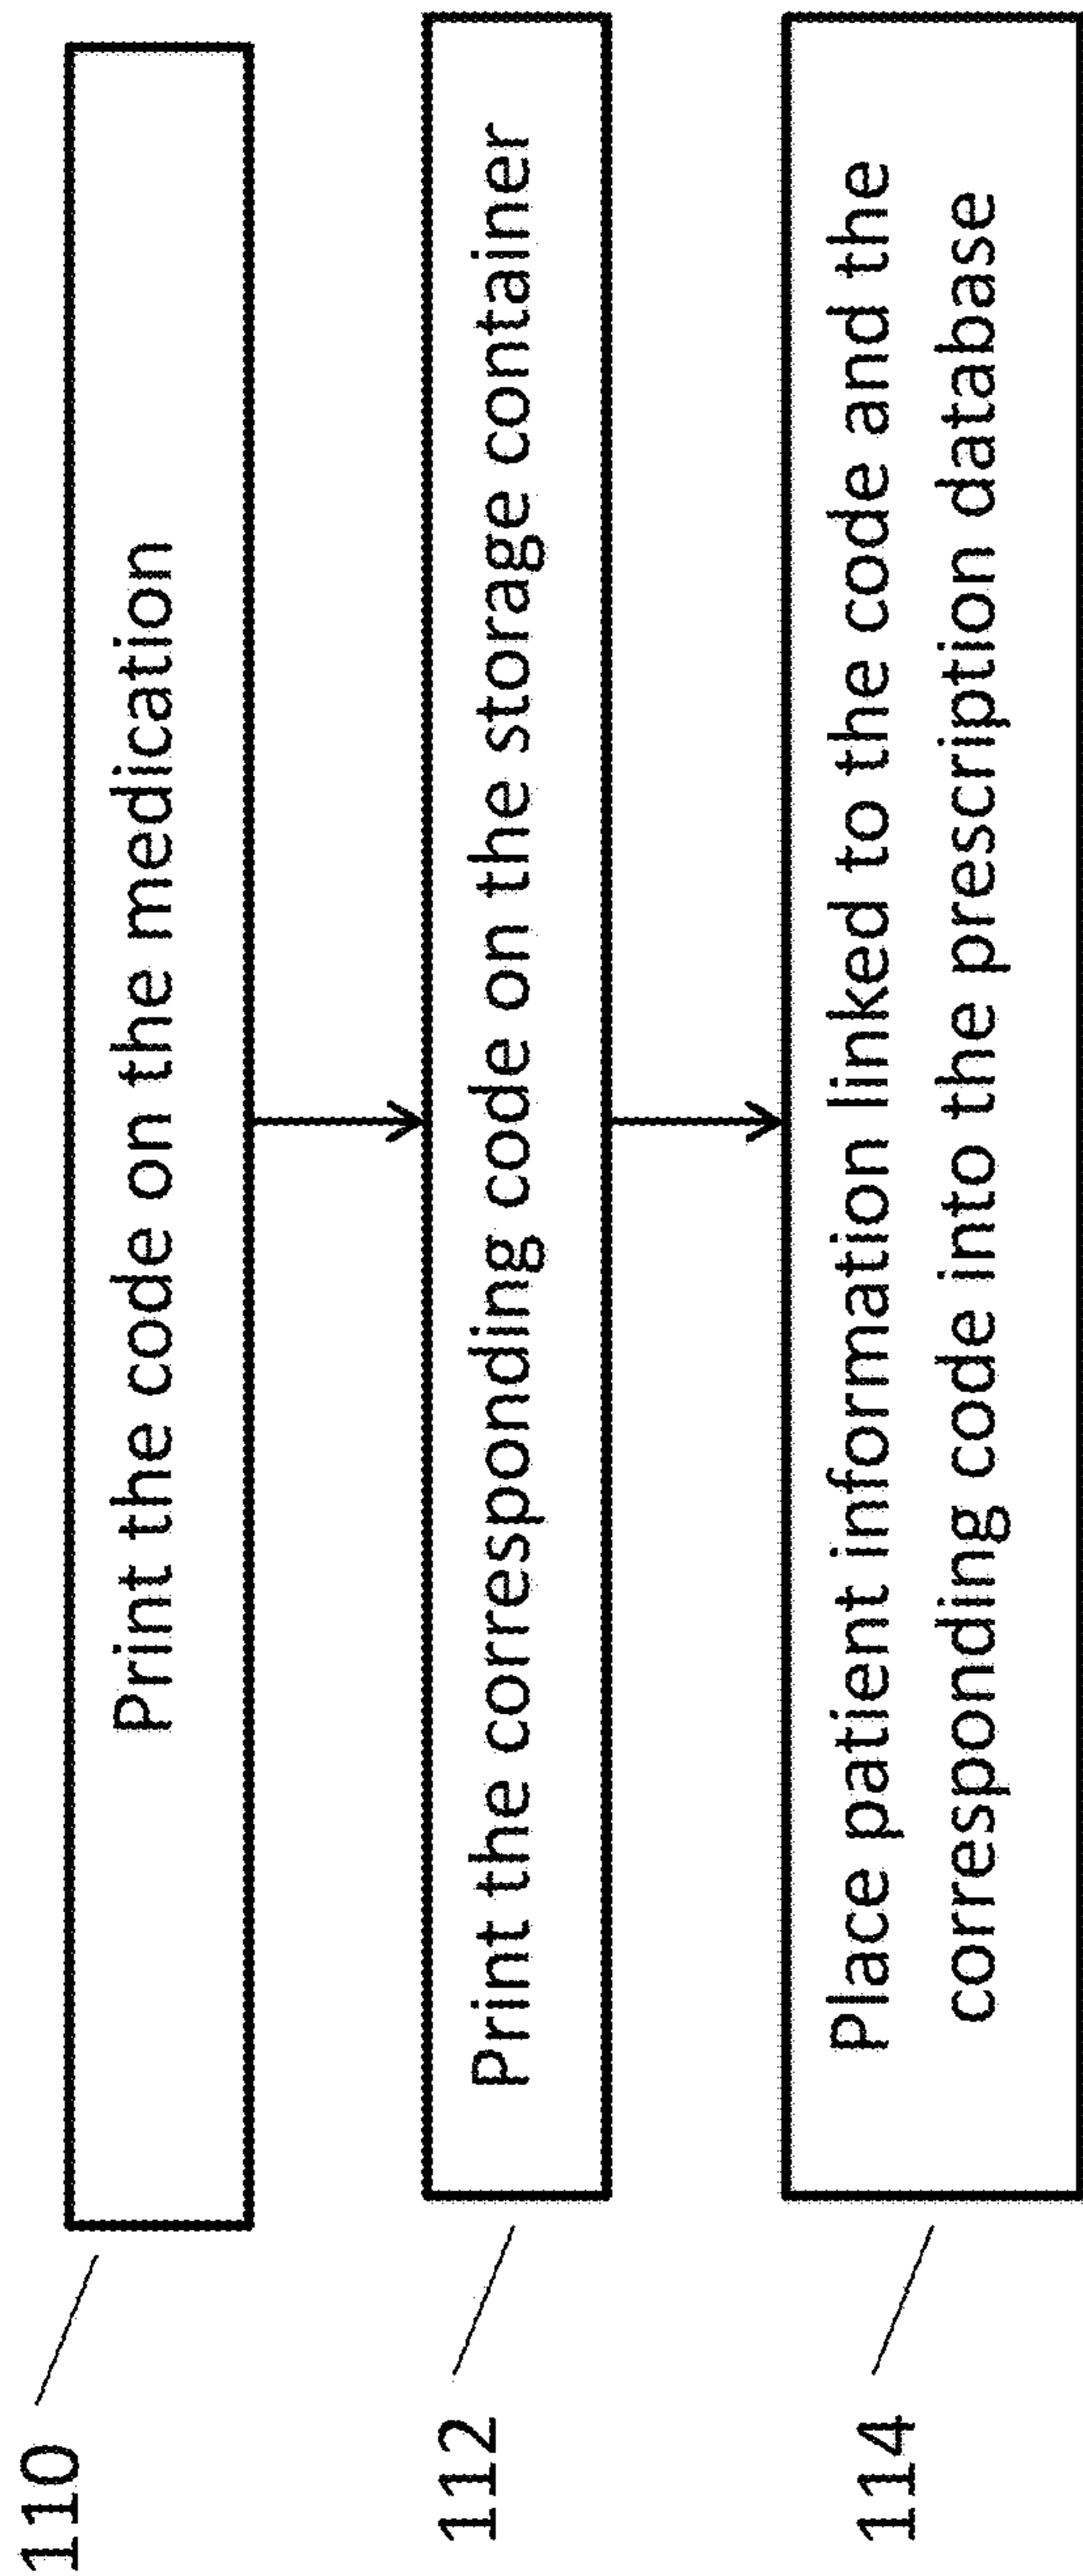 110
Print the code on the medication
112
Print the corresponding code on the storage container
114
Place patient information linked to the code and the
corresponding code into the prescription database